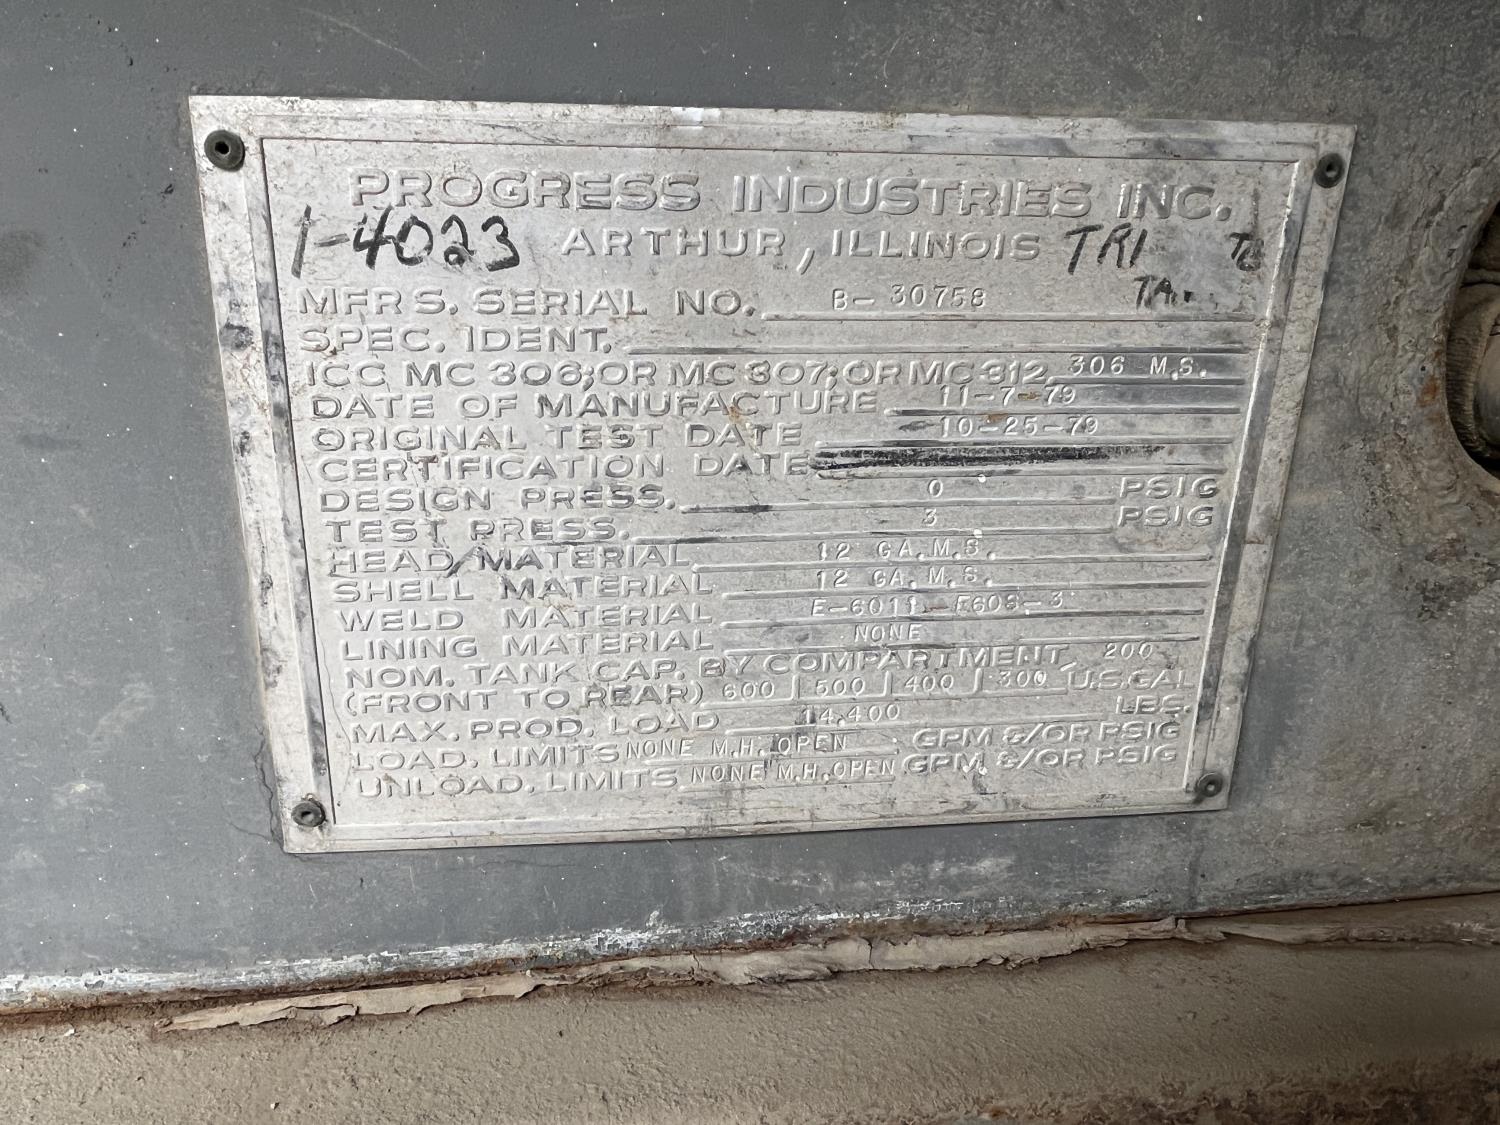 PROGRESS INDUSTRIES INC.
1-4023 ARTHUR, ILLINOIS TRI
MFRS. SERIAL NO. B-30758
SPEC. IDENT.
ICC MC 306; OR MC 307; OR MC 312 306 M.S.
DATE OF MANUFACTURE 11-7-79
ORIGINAL TEST DATE 10-25-79
CERTIFICATION DATE
DESIGN PRESS. 0 PSIG
TEST PRESS. 3 PSIG
HEAD MATERIAL 12 GA. M.S.
SHELL MATERIAL 12 GA. M.S.
WELD MATERIAL E-6011 E60S-3
LINING MATERIAL NONE
NOM. TANK CAP. BY COMPARTMENT, 200
(FRONT TO REAR) 600 | 500 | 400 | 300 U.S.GAL
MAX. PROD. LOAD 14,400 LBS.
LOAD. LIMITS NONE M.H. OPEN GPM &/OR PSIG
UNLOAD. LIMITS NONE M.H. OPEN GPM &/OR PSIG